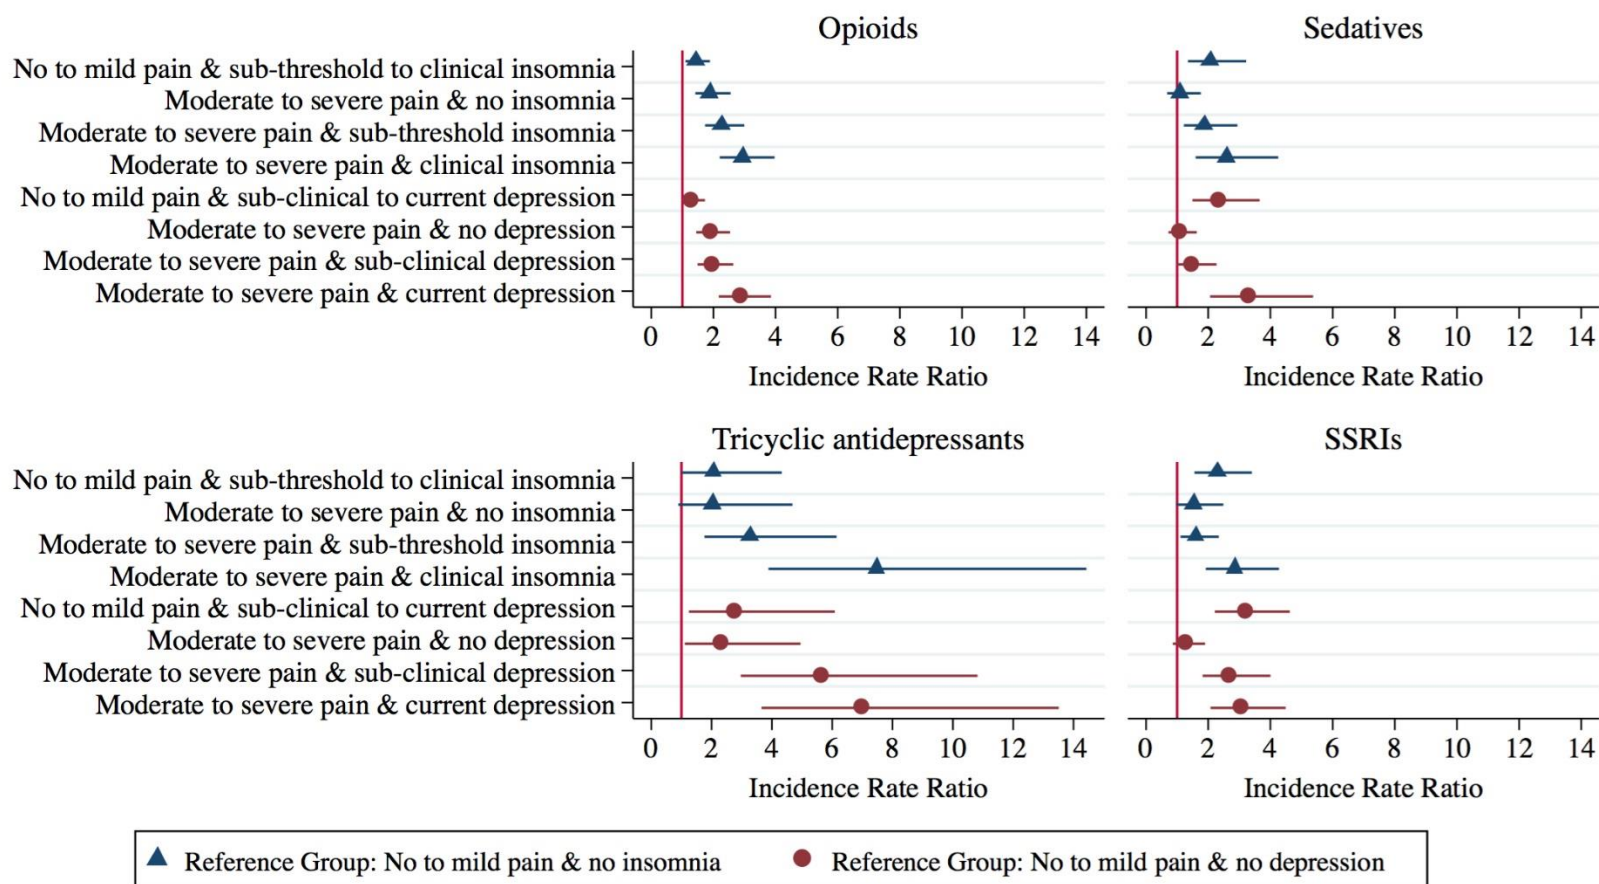 Opioids
Sedatives
No to mild pain & sub-threshold to clinical insomnia
Moderate to severe pain & no insomnia
Moderate to severe pain & sub-threshold insomnia
Moderate to severe pain & clinical insomnia
No to mild pain & sub-clinical to current depression
Moderate to severe pain & no depression
Moderate to severe pain & sub-clinical depression
Moderate to severe pain & current depression
0 2 4 6 8 10 12 14
0 2 4 6 8 10 12 14
Incidence Rate Ratio
Incidence Rate Ratio
Tricyclic antidepressants
SSRIs
No to mild pain & sub-threshold to clinical insomnia
Moderate to severe pain & no insomnia
Moderate to severe pain & sub-threshold insomnia
Moderate to severe pain & clinical insomnia
No to mild pain & sub-clinical to current depression
Moderate to severe pain & no depression
Moderate to severe pain & sub-clinical depression
Moderate to severe pain & current depression
0 2 4 6 8 10 12 14
0 2 4 6 8 10 12 14
Incidence Rate Ratio
Incidence Rate Ratio
Reference Group: No to mild pain & no insomnia
Reference Group: No to mild pain & no depression